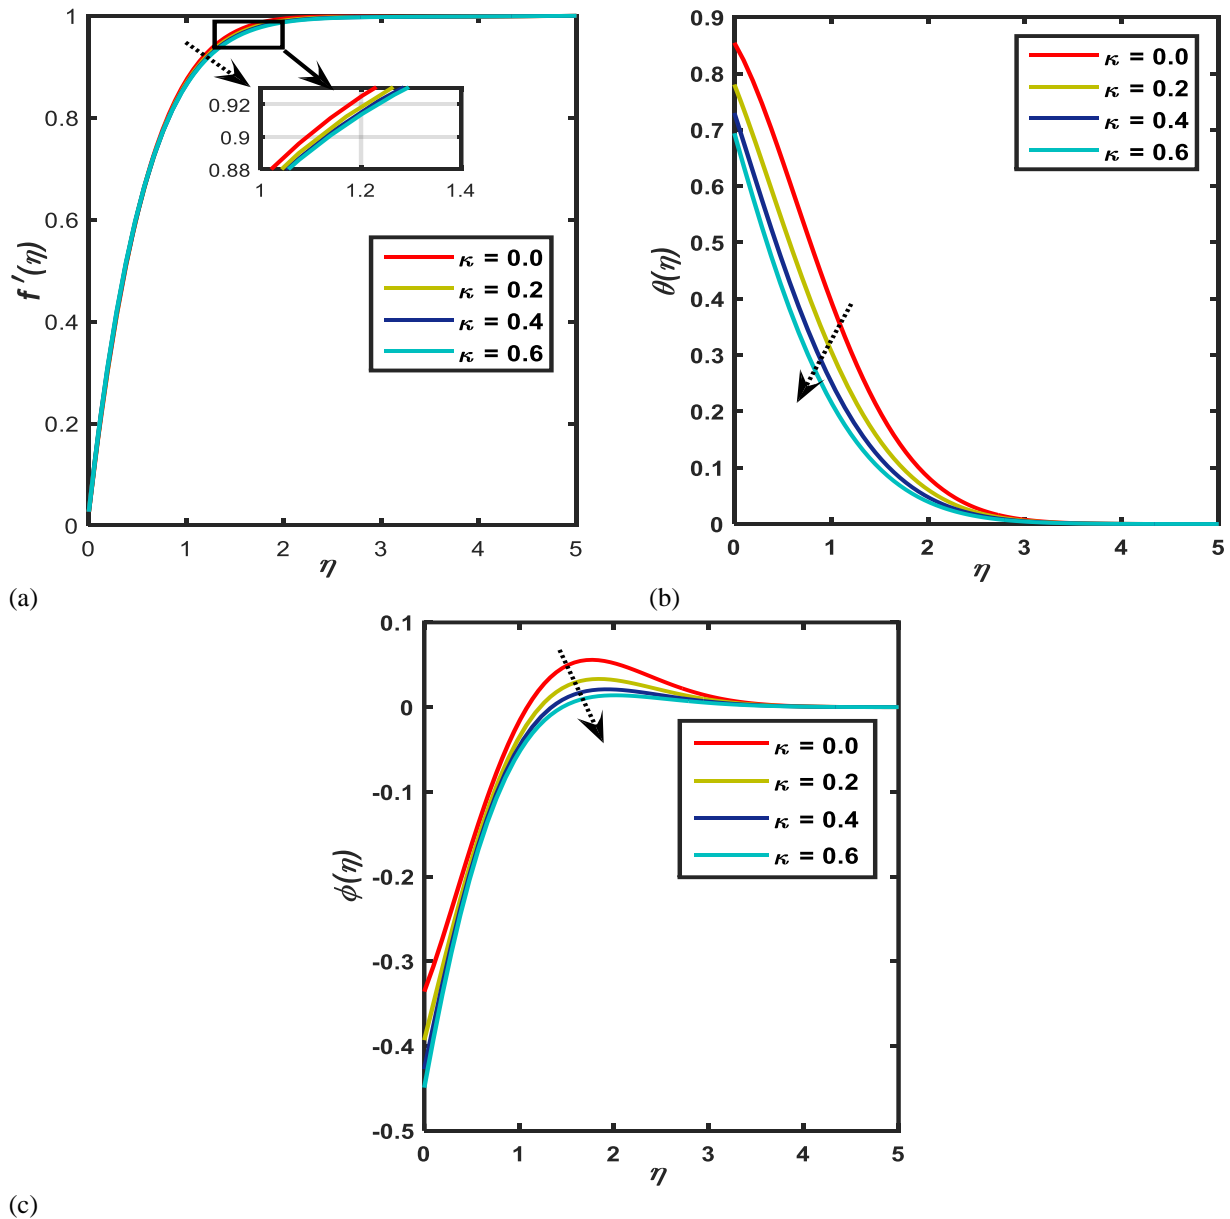 1
0.8
0.6
0.4
0.2
0
f ′(η)
0 1 2 3 4 5
η
0.92
0.9
0.88
1 1.2 1.4
κ = 0.0
κ = 0.2
κ = 0.4
κ = 0.6
(a)
0.9
0.8
0.7
0.6
0.5
0.4
0.3
0.2
0.1
0
θ(η)
0 1 2 3 4 5
η
κ = 0.0
κ = 0.2
κ = 0.4
κ = 0.6
(b)
0.1
0
-0.1
-0.2
-0.3
-0.4
-0.5
ϕ(η)
0 1 2 3 4 5
η
κ = 0.0
κ = 0.2
κ = 0.4
κ = 0.6
(c)